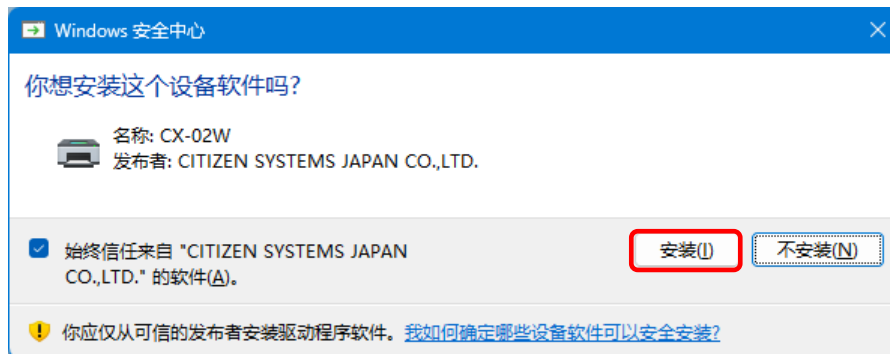 Windows 安全中心
你想安装这个设备软件吗?
名称: CX-02W
发布者: CITIZEN SYSTEMS JAPAN CO.,LTD.
始终信任来自 "CITIZEN SYSTEMS JAPAN
CO.,LTD." 的软件(A)。
安装(I)
不安装(N)
你应仅从可信的发布者安装驱动程序软件。我如何确定哪些设备软件可以安全安装?